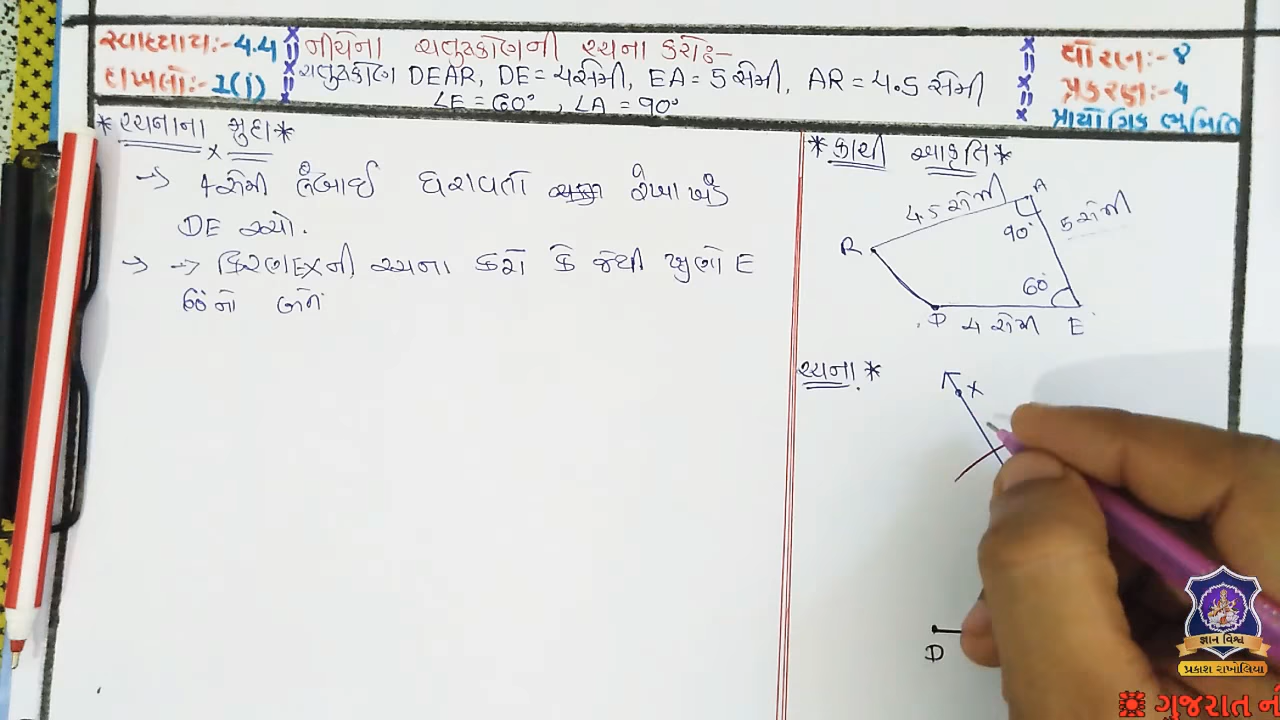 સ્વાધ્યાય:- 4.4
દાખલો:- 1(i)
નીચેના ચતુષ્કોણની રચના કરો:-
ચતુષ્કોણ DEAR, DE = 4 સેમી, EA = 5 સેમી, AR = 4.5 સેમી
∠E = 60°, ∠A = 90°
ધોરણ:- 8
પ્રકરણ:- 4
પ્રાયોગિક ભૂમિતિ
*રચનાના મુદ્દા*
→ 4 સેમી લંબાઈ ધરાવતા રેખાખંડ
DE રચો.
→ → કિરણ EX ની રચના કરો કે જેથી ખુણો E
60° નો બને
*કાચી આકૃતિ*
4.5 સેમી
A
5 સેમી
90°
R
60°
D
4 સેમી
E
રચના *
X
D
જ્ઞાન વિશ્વ
પ્રકાશ રાખોલિયા
ગુજરાત ની